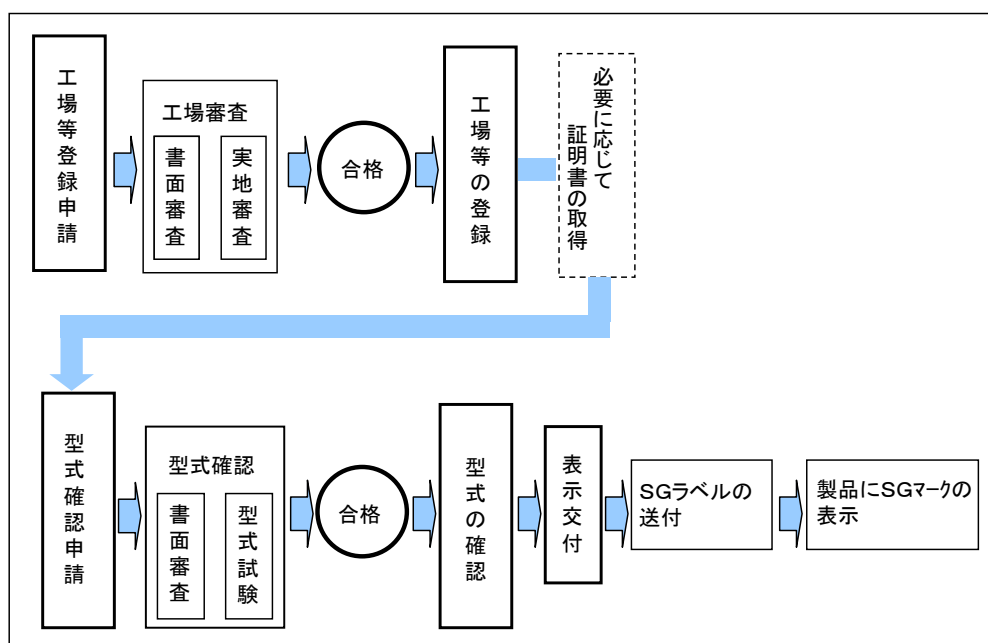 工場等登録申請
工場審査
書面審査
実地審査
合格
工場等の登録
必要に応じて
証明書の取得
型式確認申請
型式確認
書面審査
型式試験
合格
型式の確認
表示交付
SGラベルの
送付
製品にSGマークの
表示